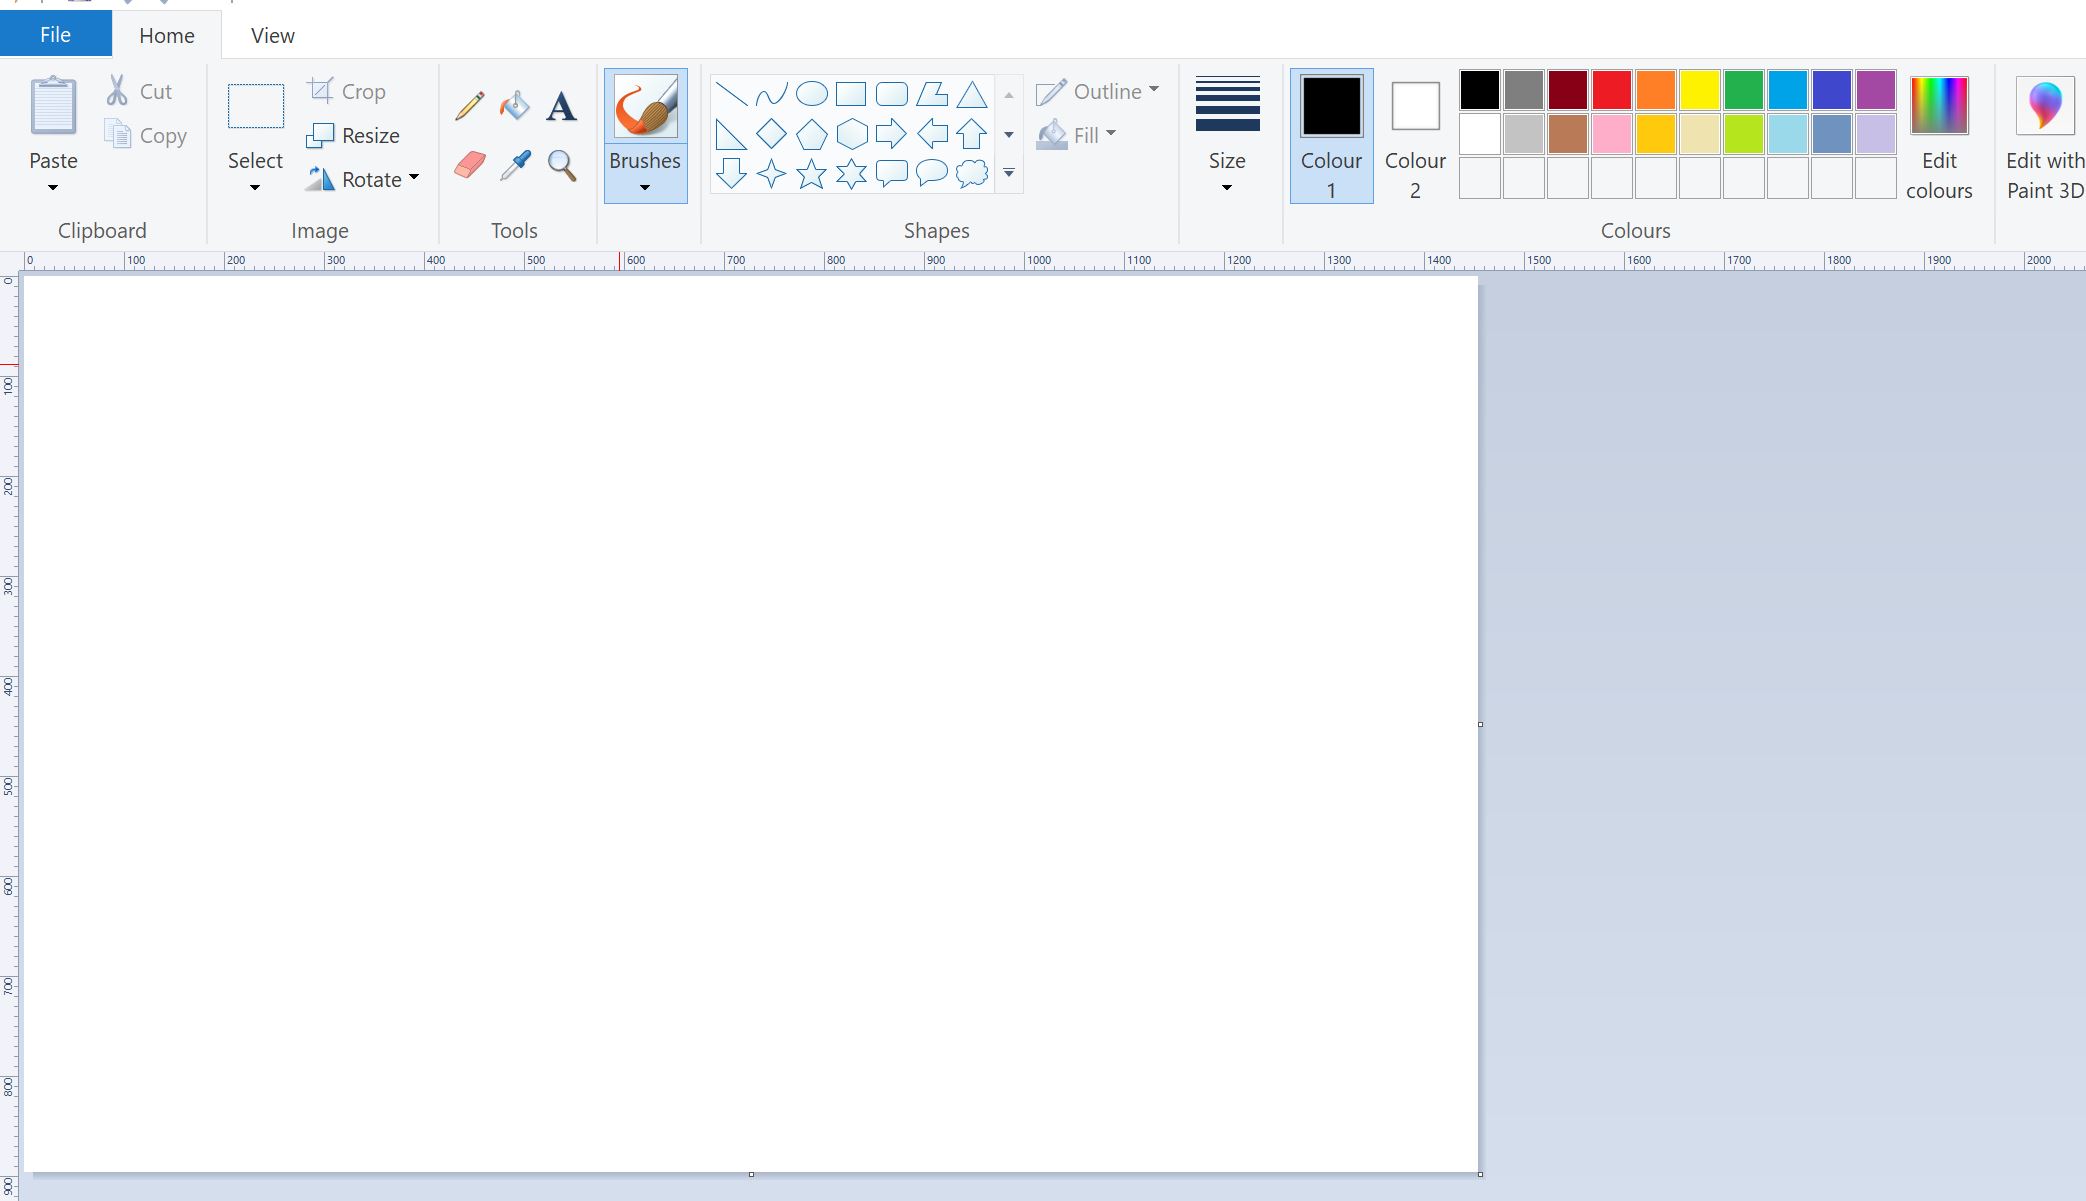 File Home View
Paste
Cut
Copy
Clipboard
Select
Crop
Resize
Rotate
Image
A
Tools
Brushes
Outline
Fill
Shapes
Size
Colour
1
Colour
2
Edit
colours
Colours
Edit with
Paint 3D
0 100 200 300 400 500 600 700 800 900 1000 1100 1200 1300 1400 1500 1600 1700 1800 1900 2000
0
100
200
300
400
500
600
700
800
900